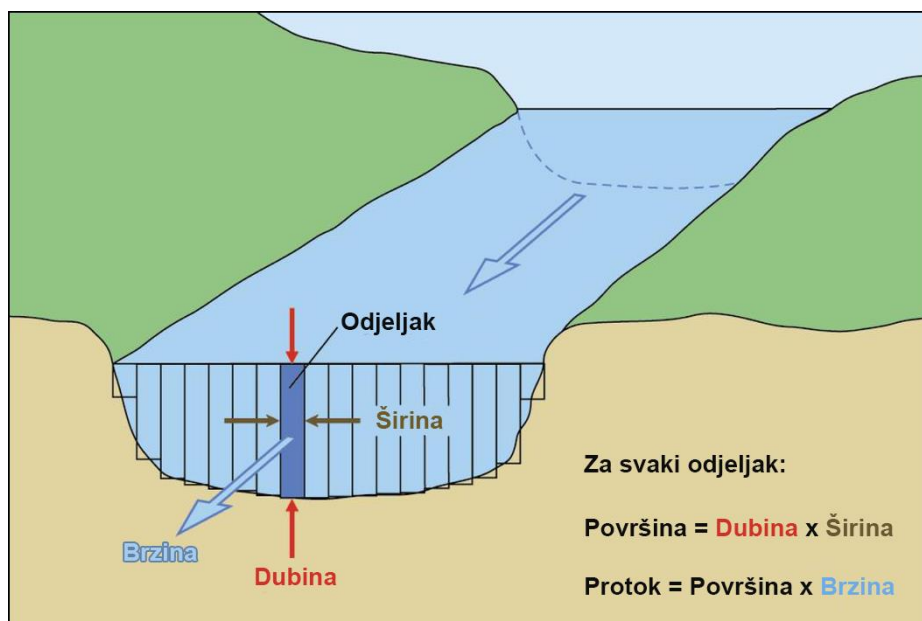 Odjeljak
Širina
Brzina
Dubina
Za svaki odjeljak:
Površina = Dubina x Širina
Protok = Površina x Brzina